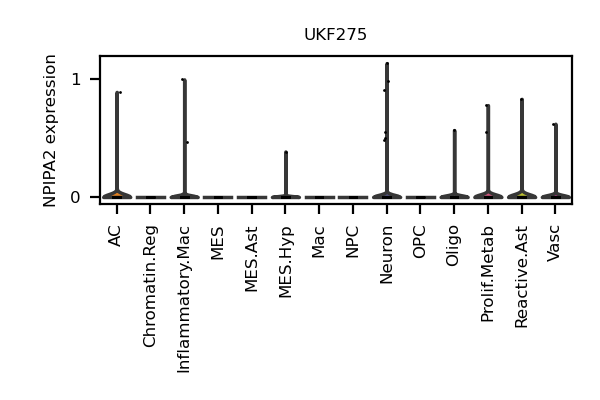 UKF275
NPIPA2 expression
1
0
AC
Chromatin.Reg
Inflammatory.Mac
MES
MES.Ast
MES.Hyp
Mac
NPC
Neuron
OPC
Oligo
Prolif.Metab
Reactive.Ast
Vasc